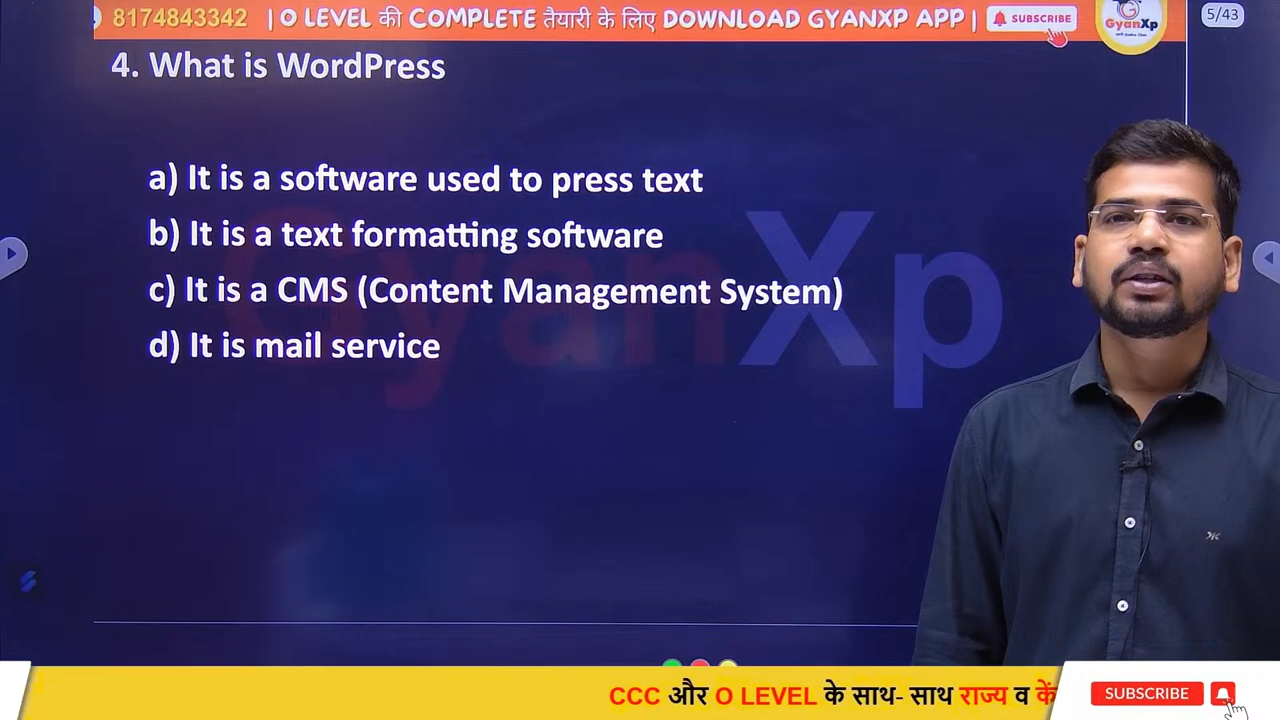 8174843342 | O LEVEL की COMPLETE तैयारी के लिए DOWNLOAD GYANXP APP |
SUBSCRIBE
GyanXp
5/43
4. What is WordPress
a) It is a software used to press text
b) It is a text formatting software
c) It is a CMS (Content Management System)
d) It is mail service
GyanXp
CCC और O LEVEL के साथ- साथ राज्य व कें
SUBSCRIBE